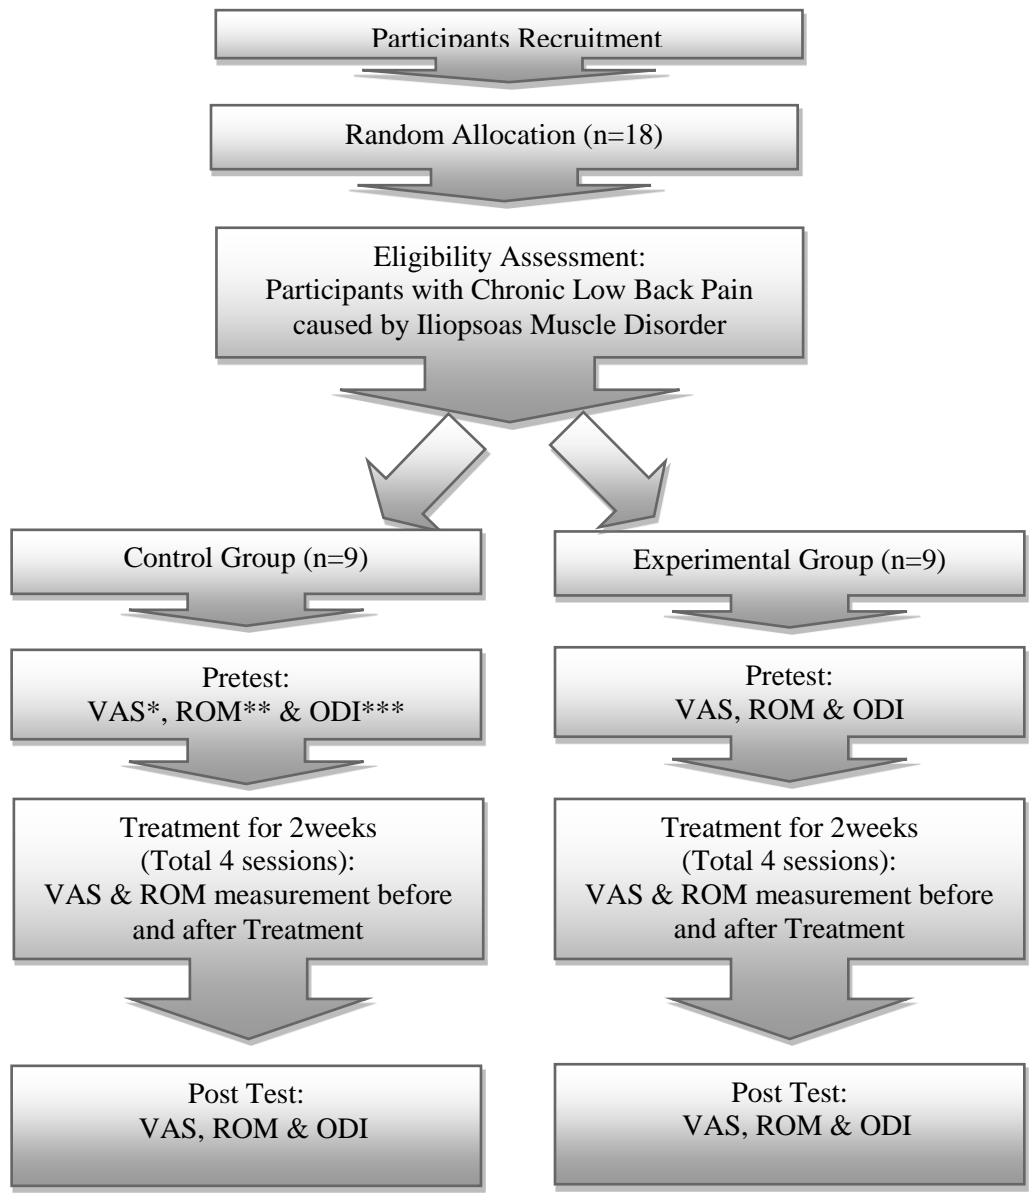 Participants Recruitment
Random Allocation (n=18)
Eligibility Assessment:
Participants with Chronic Low Back Pain
caused by Iliopsoas Muscle Disorder
Control Group (n=9)
Experimental Group (n=9)
Pretest:
VAS*, ROM** & ODI***
Pretest:
VAS, ROM & ODI
Treatment for 2weeks
(Total 4 sessions):
VAS & ROM measurement before
and after Treatment
Treatment for 2weeks
(Total 4 sessions):
VAS & ROM measurement before
and after Treatment
Post Test:
VAS, ROM & ODI
Post Test:
VAS, ROM & ODI